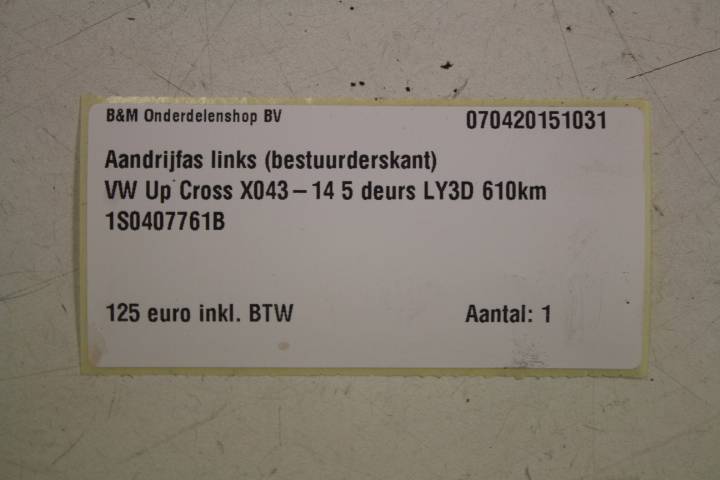 B&M Onderdelenshop BV 070420151031
Aandrijfas links (bestuurderskant)
VW Up Cross X043-14 5 deurs LY3D 610km
1S0407761B
125 euro inkl. BTW Aantal: 1